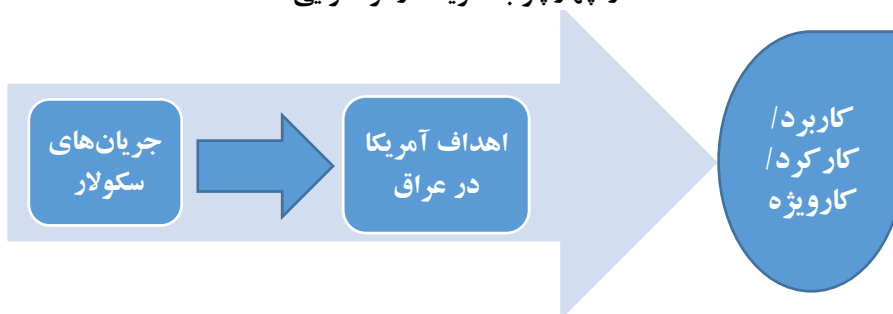 جریان‌های
سکولار
اهداف آمریکا
در عراق
کاربرد/
کارکرد/
کارویژه